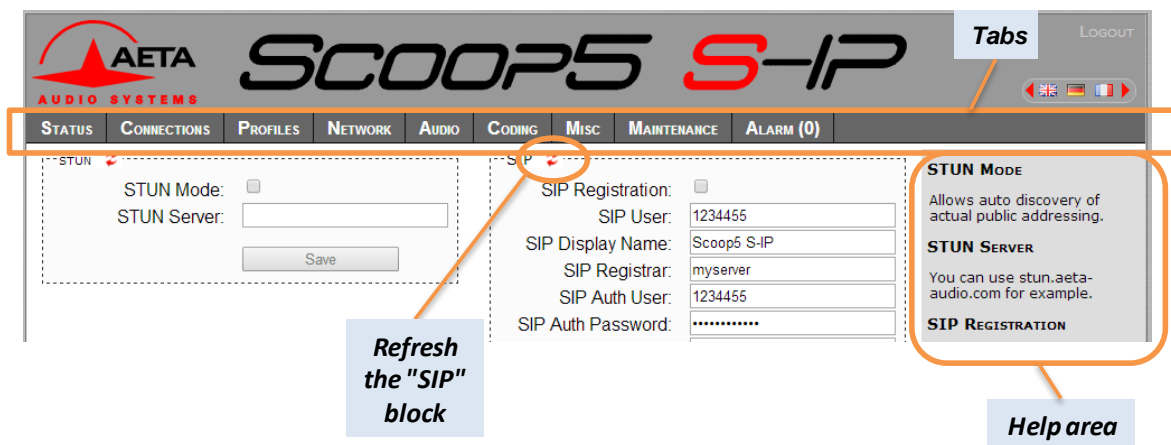 Tabs
LOGOUT
AETA
AUDIO SYSTEMS
SCOOP5 S-IP
STATUS CONNECTIONS PROFILES NETWORK AUDIO CODING MISC MAINTENANCE ALARM (0)
STUN
STUN Mode:
STUN Server:
Save
SIP
SIP Registration:
SIP User: 1234455
SIP Display Name: Scoop5 S-IP
SIP Registrar: myserver
SIP Auth User: 1234455
SIP Auth Password: ••••••••••••
STUN MODE
Allows auto discovery of
actual public addressing.
STUN SERVER
You can use stun.aeta-
audio.com for example.
SIP REGISTRATION
Refresh
the "SIP"
block
Help area